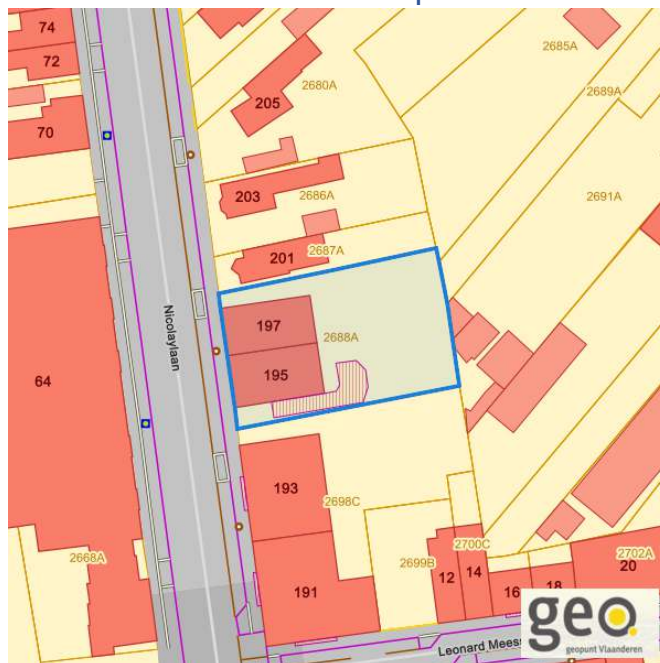 74
72
70
205
2680A
2685A
2689A
203
2686A
2691A
201
2687A
197
2688A
195
Nicolaylaan
64
193
2698C
2668A
191
2699B
2700C
2702A
12
14
16
18
20
Leonard Meess
geo.
geopunt Vlaanderen